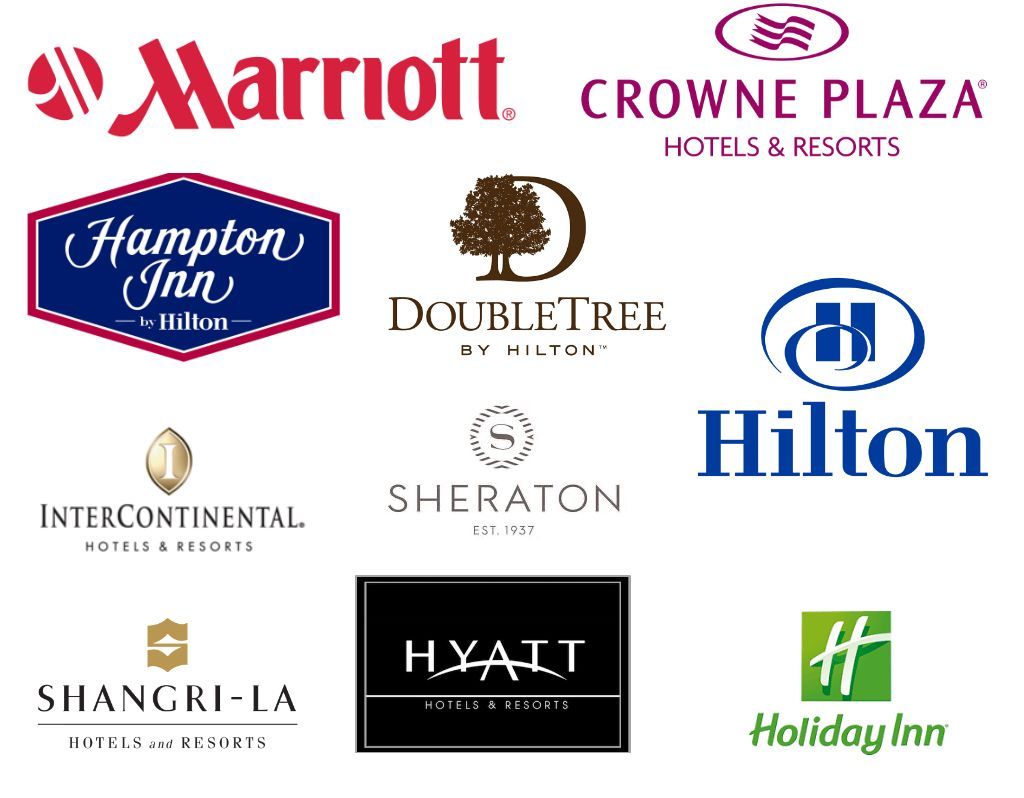 Marriott®
CROWNE PLAZA®
HOTELS & RESORTS
Hampton
Inn
by Hilton
D
DOUBLETREE
BY HILTON™
H
Hilton
I
INTERCONTINENTAL®
HOTELS & RESORTS
S
SHERATON
EST. 1937
S
SHANGRI-LA
HOTELS and RESORTS
HYATT
HOTELS & RESORTS
H
Holiday Inn®